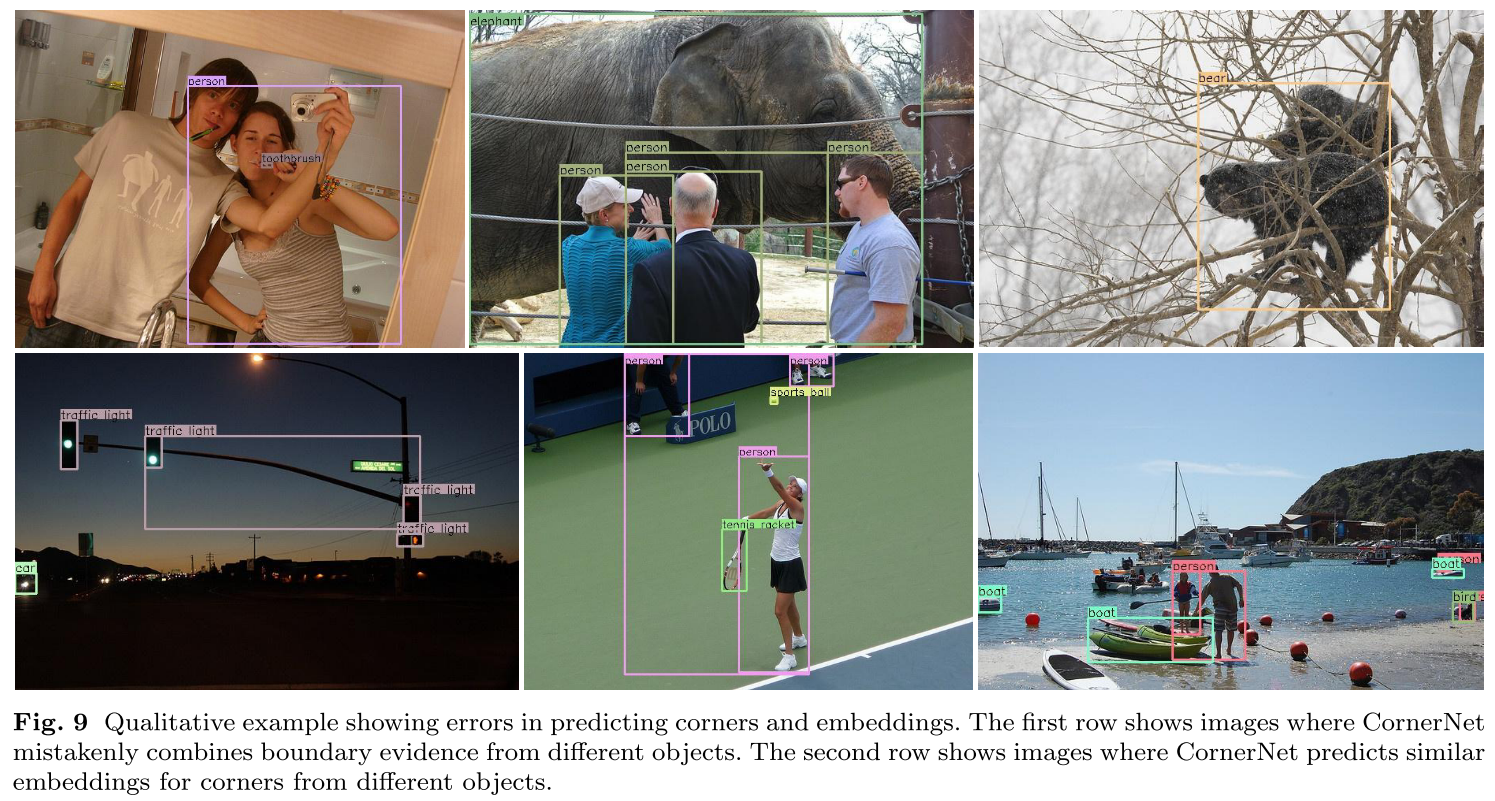 person
toothbrush
elephant
person
person
person
person
bear
traffic light
traffic light
traffic light
traffic light
car
person
person
sports ball
POLO
person
tennis racket
person
boat
boat
boat
bird
Fig. 9 Qualitative example showing errors in predicting corners and embeddings. The first row shows images where CornerNet
mistakenly combines boundary evidence from different objects. The second row shows images where CornerNet predicts similar
embeddings for corners from different objects.